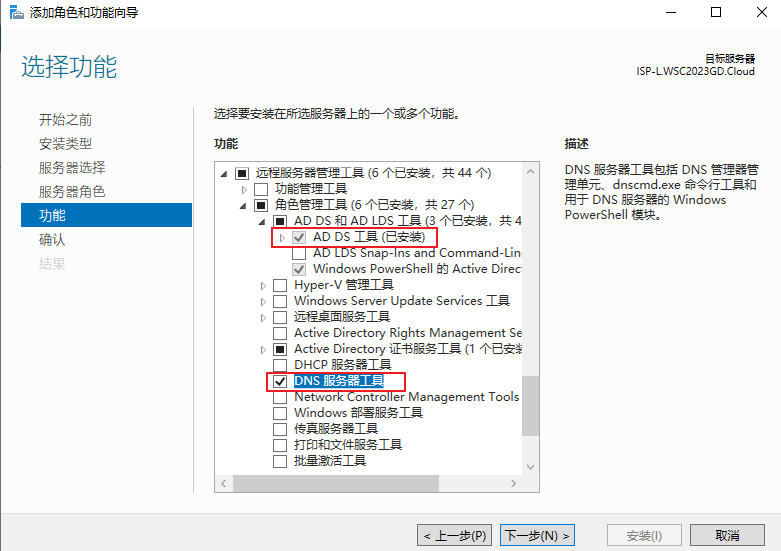 添加角色和功能向导
选择功能
目标服务器
ISP-L.WSC2023GD.Cloud
开始之前
安装类型
服务器选择
服务器角色
功能
确认
结果
选择要安装在所选服务器上的一个或多个功能。
功能
远程服务器管理工具 (6 个已安装，共 44 个)
功能管理工具
角色管理工具 (6 个已安装，共 27 个)
AD DS 和 AD LDS 工具 (3 个已安装，共 4
AD DS 工具 (已安装)
AD LDS Snap-Ins and Command-Line
Windows PowerShell 的 Active Direc
Hyper-V 管理工具
Windows Server Update Services 工具
远程桌面服务工具
Active Directory Rights Management Se
Active Directory 证书服务工具 (1 个已安装
DHCP 服务器工具
DNS 服务器工具
Network Controller Management Tools
Windows 部署服务工具
传真服务器工具
打印和文件服务工具
批量激活工具
描述
DNS 服务器工具包括 DNS 管理器管
理单元、dnscmd.exe 命令行工具和
用于 DNS 服务器的 Windows
PowerShell 模块。
< 上一步(P)
下一步(N) >
安装(I)
取消